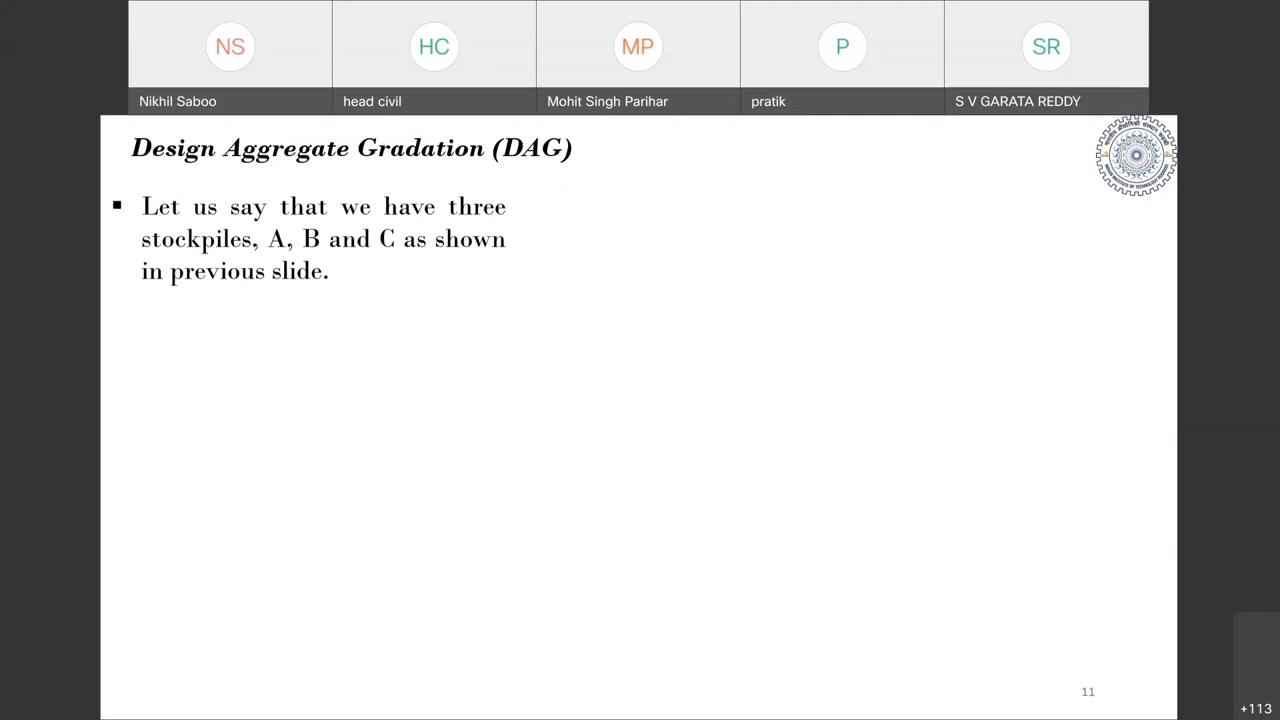 NS
HC
MP
P
SR
Nikhil Saboo
head civil
Mohit Singh Parihar
pratik
S V GARATA REDDY
Design Aggregate Gradation (DAG)
▪ Let us say that we have three
stockpiles, A, B and C as shown
in previous slide.
11
+113